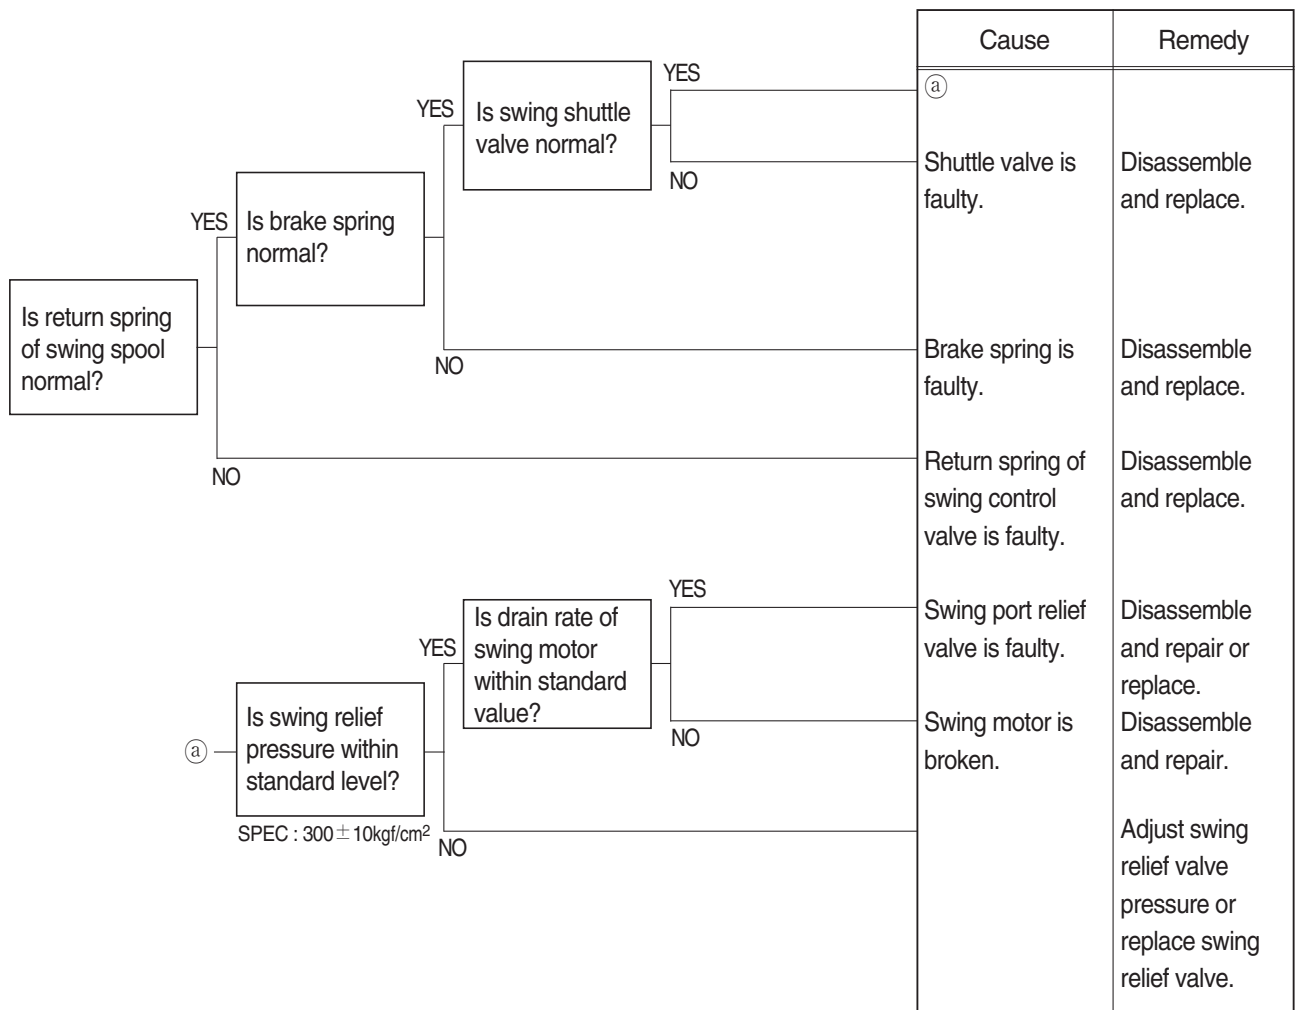 Cause
Remedy
YES
ⓐ
YES
Is swing shuttle
valve normal?
NO
Shuttle valve is
faulty.
Disassemble
and replace.
YES
Is brake spring
normal?
NO
Brake spring is
faulty.
Disassemble
and replace.
Is return spring
of swing spool
normal?
NO
Return spring of
swing control
valve is faulty.
Disassemble
and replace.
YES
Swing port relief
valve is faulty.
Disassemble
and repair or
replace.
YES
Is drain rate of
swing motor
within standard
value?
NO
Swing motor is
broken.
Disassemble
and repair.
ⓐ
Is swing relief
pressure within
standard level?
SPEC : 300±10kgf/cm²
NO
Adjust swing
relief valve
pressure or
replace swing
relief valve.